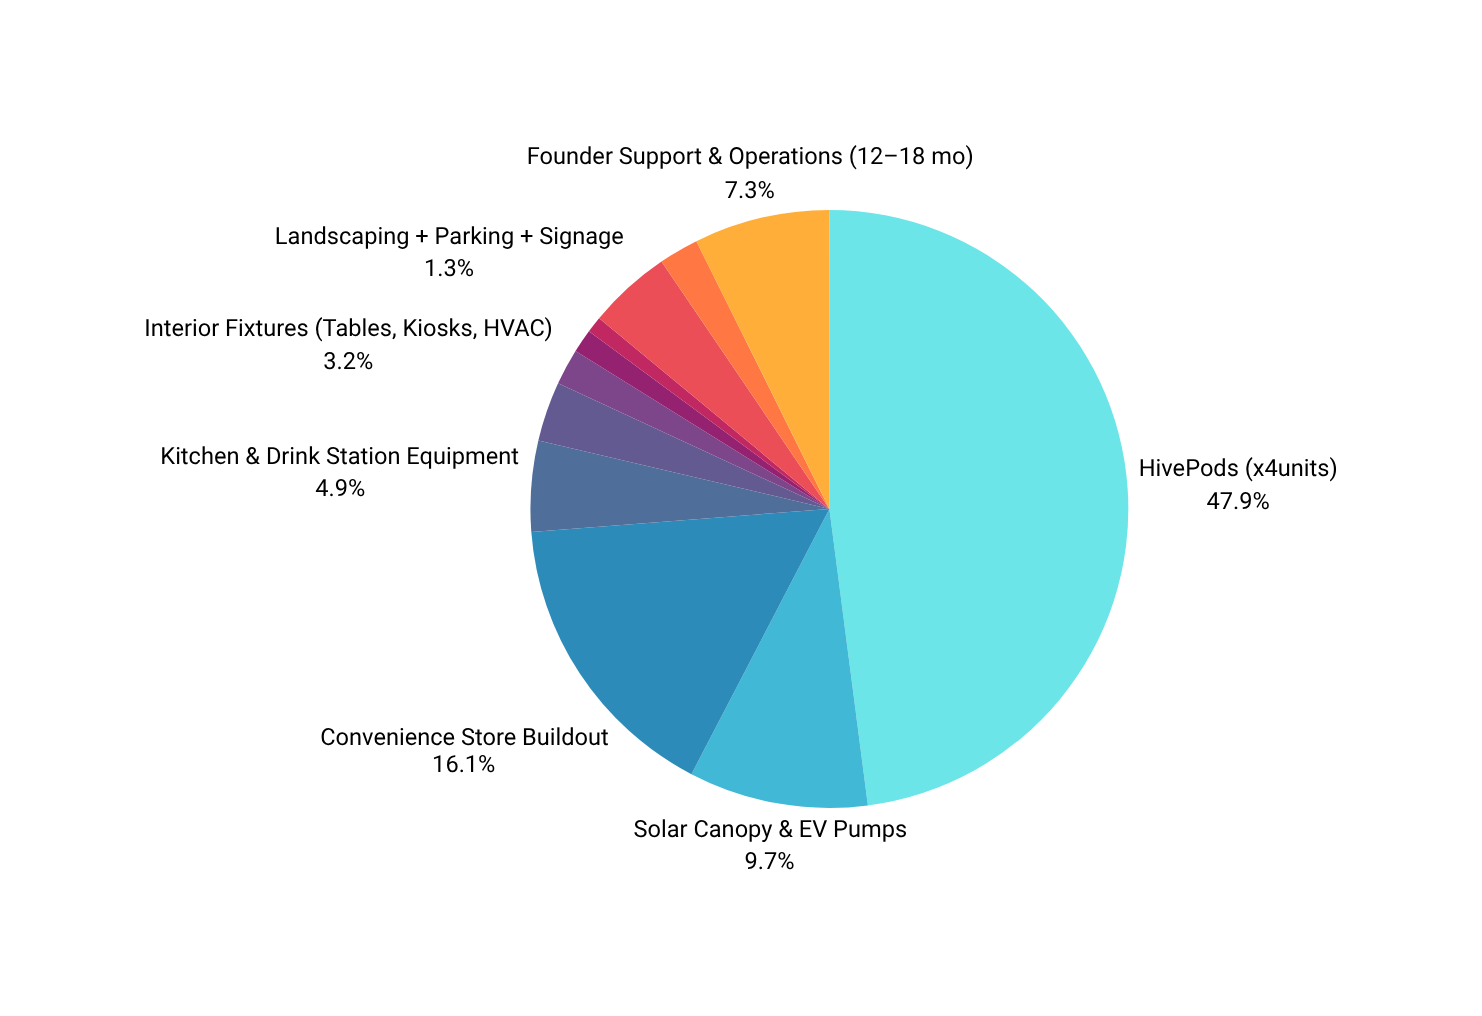 Founder Support & Operations (12–18 mo)
7.3%
Landscaping + Parking + Signage
1.3%
Interior Fixtures (Tables, Kiosks, HVAC)
3.2%
Kitchen & Drink Station Equipment
4.9%
HivePods (x4units)
47.9%
Convenience Store Buildout
16.1%
Solar Canopy & EV Pumps
9.7%